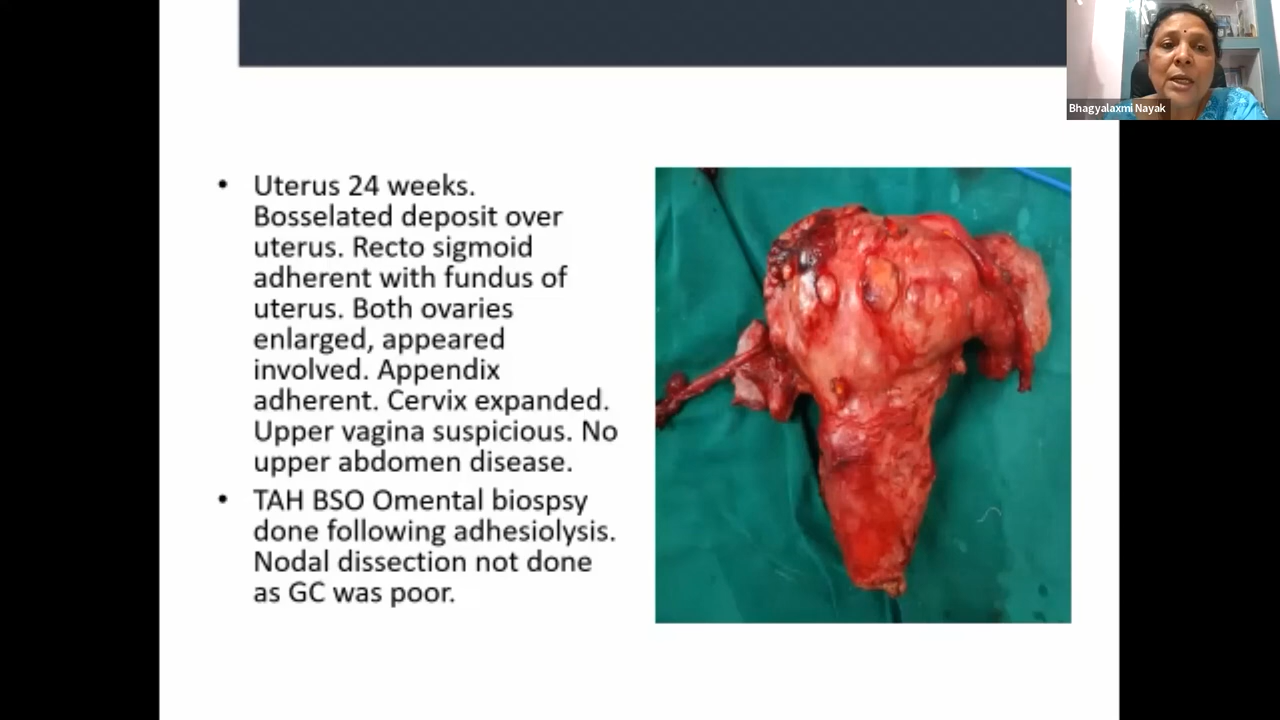 Bhagyalaxmi Nayak
• Uterus 24 weeks.
Bosselated deposit over
uterus. Recto sigmoid
adherent with fundus of
uterus. Both ovaries
enlarged, appeared
involved. Appendix
adherent. Cervix expanded.
Upper vagina suspicious. No
upper abdomen disease.
• TAH BSO Omental biospsy
done following adhesiolysis.
Nodal dissection not done
as GC was poor.